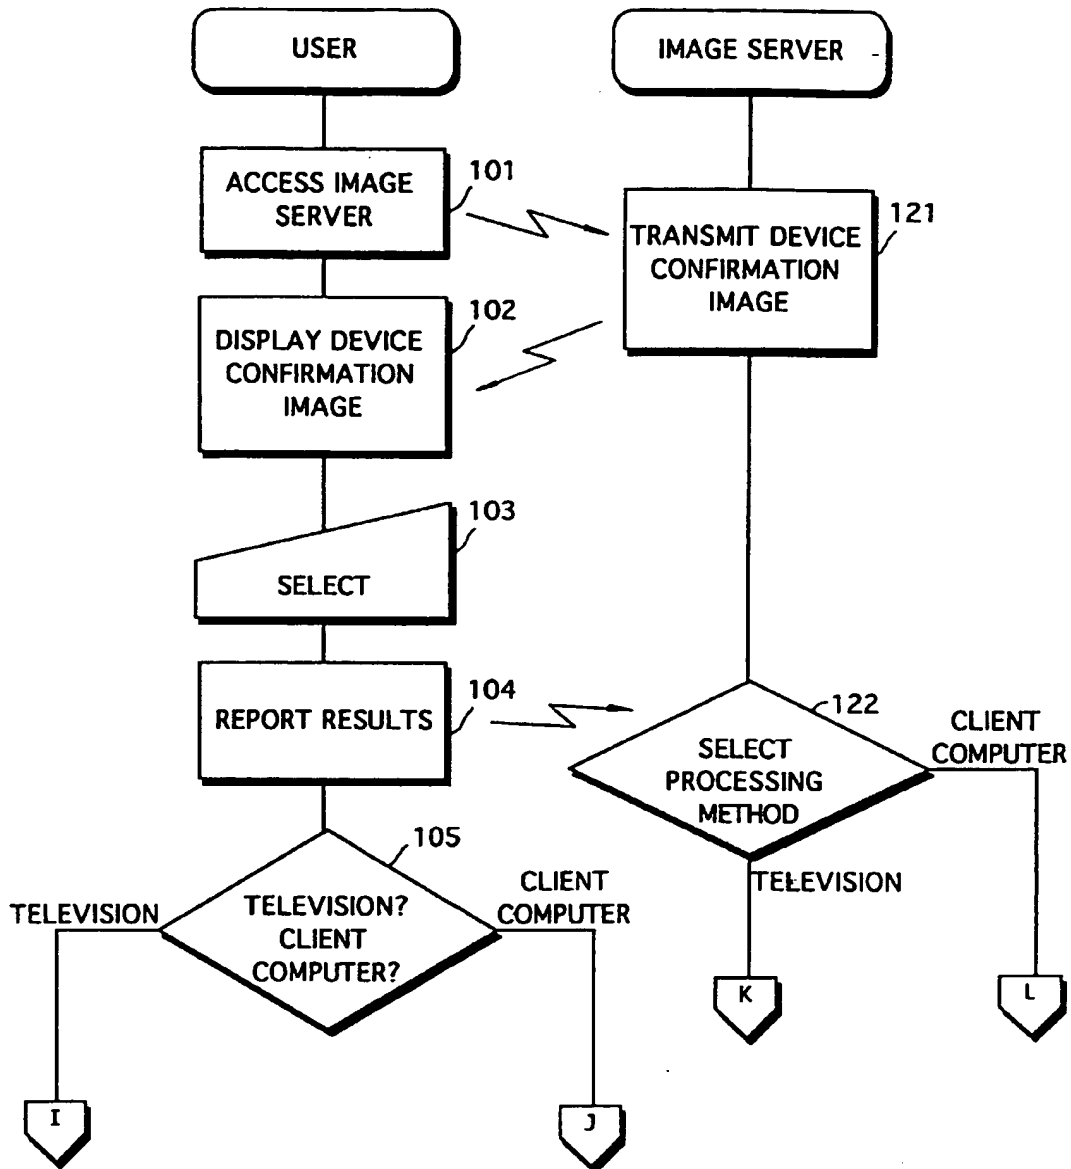 USER
IMAGE SERVER
ACCESS IMAGE
SERVER
101
TRANSMIT DEVICE
CONFIRMATION
IMAGE
121
DISPLAY DEVICE
CONFIRMATION
IMAGE
102
SELECT
103
REPORT RESULTS
104
SELECT
PROCESSING
METHOD
122
CLIENT
COMPUTER
TELEVISION
TELEVISION?
CLIENT
COMPUTER?
105
TELEVISION
CLIENT
COMPUTER
K
L
I
J